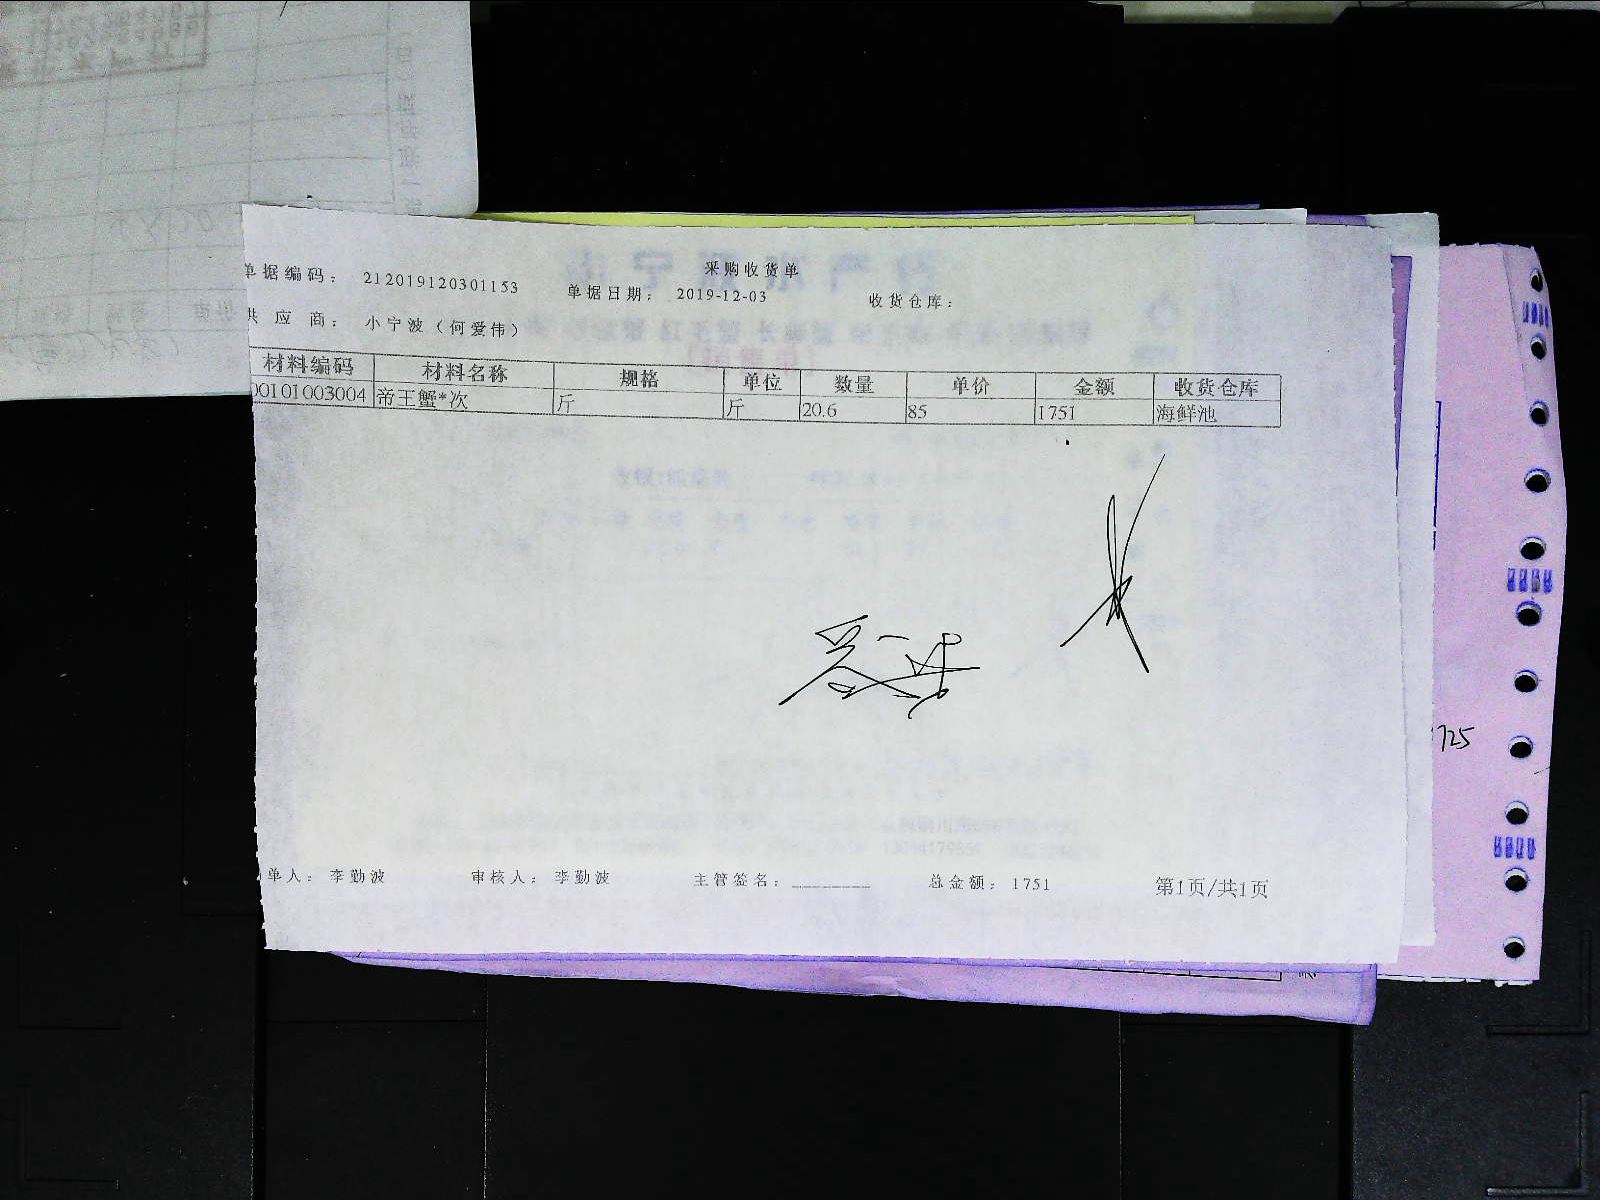 采购收货单
单据编码： 212019120301153 单据日期： 2019-12-03 收货仓库：
供 应 商： 小宁波（何爱伟）
材料编码 材料名称 规格 单位 数量 单价 金额 收货仓库
00101003004 帝王蟹*次 斤 斤 20.6 85 1751 海鲜池
725
单人： 李勤波 审核人： 李勤波 主管签名：________ 总金额： 1751 第1页/共1页